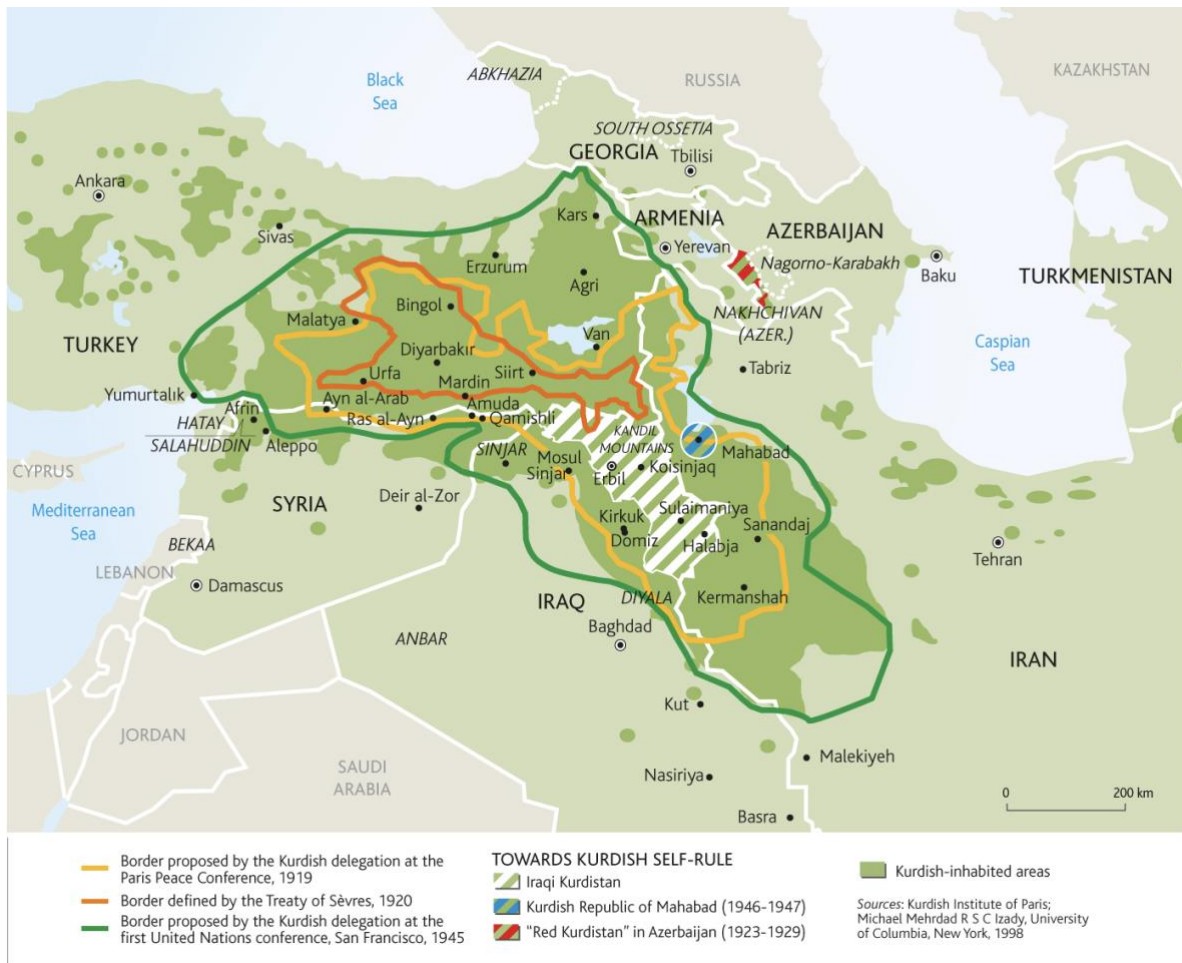 Black
Sea
ABKHAZIA
RUSSIA
KAZAKHSTAN
SOUTH OSSETIA
GEORGIA
Tbilisi
Ankara
Sivas
Kars
ARMENIA
Yerevan
AZERBAIJAN
Nagorno-Karabakh
Baku
TURKMENISTAN
Erzurum
Agri
NAKHCHIVAN
(AZER.)
Bingol
Malatya
Van
Caspian
Sea
TURKEY
Diyarbakır
Siirt
Tabriz
Urfa
Mardin
Yumurtalık
Ayn al-Arab
Amuda
Afrin
Ras al-Ayn
Qamishli
HATAY
SALAHUDDIN
Aleppo
SINJAR
KANDIL
MOUNTAINS
Mahabad
CYPRUS
Mosul
Sinjar
Erbil
Koisinjaq
Deir al-Zor
SYRIA
Mediterranean
Sea
Kirkuk
Domiz
Sulaimaniya
Halabja
Sanandaj
Tehran
BEKAA
LEBANON
Damascus
IRAQ
DIYALA
Kermanshah
Baghdad
ANBAR
IRAN
Kut
JORDAN
SAUDI
ARABIA
Malekiyeh
Nasiriya
Basra
0 200 km
Border proposed by the Kurdish delegation at the
Paris Peace Conference, 1919
Border defined by the Treaty of Sèvres, 1920
Border proposed by the Kurdish delegation at the
first United Nations conference, San Francisco, 1945
TOWARDS KURDISH SELF-RULE
Iraqi Kurdistan
Kurdish Republic of Mahabad (1946-1947)
"Red Kurdistan" in Azerbaijan (1923-1929)
Kurdish-inhabited areas
Sources: Kurdish Institute of Paris;
Michael Mehrdad R S C Izady, University
of Columbia, New York, 1998